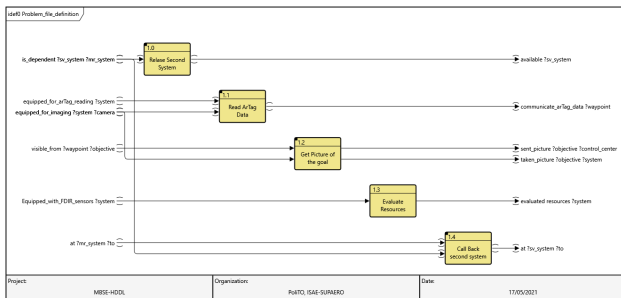 idef0 Problem_file_definition
1.0
is_dependent ?sv_system ?mr_system
Relase Second
System
available ?sv_system
1.1
equipped_for_arTag_reading ?system
Read ArTag
Data
communicate_arTag_data ?waypoint
equipped_for_imaging ?system ?camera
1.2
visible_from ?waypoint ?objective
Get Picture of
the goal
sent_picture ?objective ?control_center
taken_picture ?objective ?system
1.3
Equipped_with_FDIR_sensors ?system
Evaluate
Resources
evaluated resources ?system
1.4
at ?mr_system ?to
Call Back
second system
at ?sv_system ?to
Project:
MBSE-HDDL
Organization:
PoliTO, ISAE-SUPAERO
Date:
17/05/2021